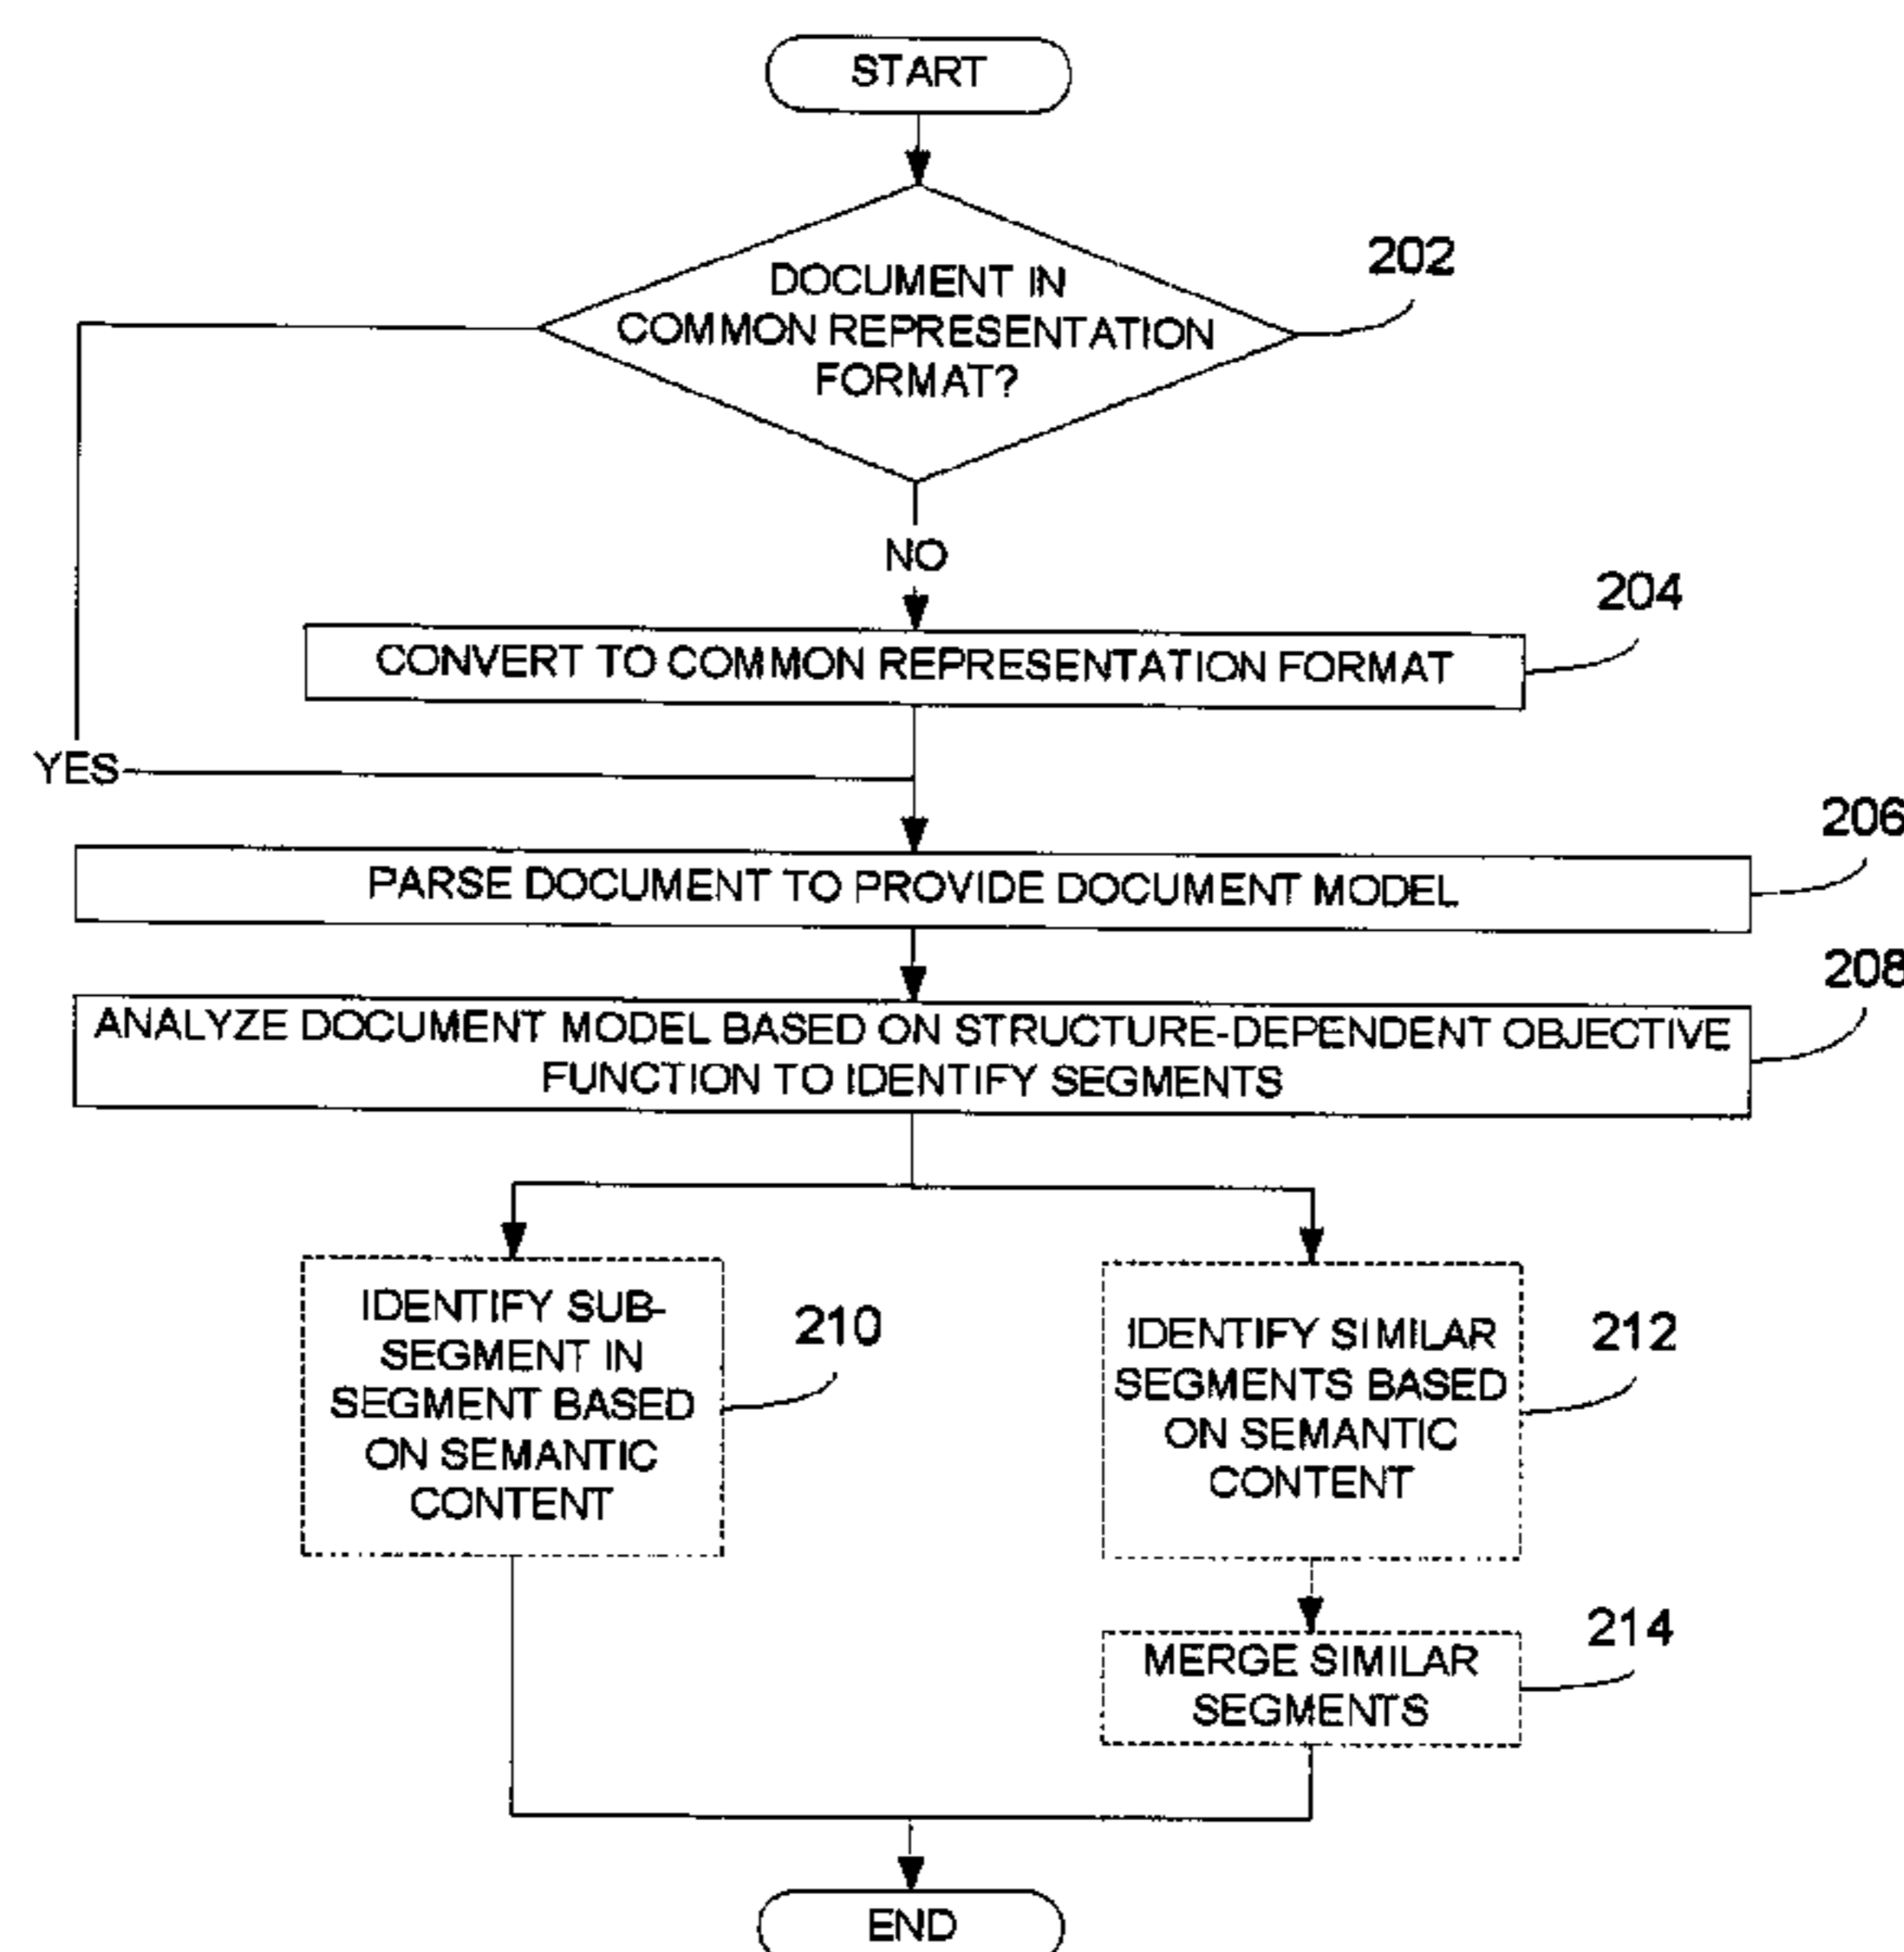 START
DOCUMENT IN
COMMON REPRESENTATION
FORMAT?
202
NO
204
CONVERT TO COMMON REPRESENTATION FORMAT
YES
206
PARSE DOCUMENT TO PROVIDE DOCUMENT MODEL
208
ANALYZE DOCUMENT MODEL BASED ON STRUCTURE-DEPENDENT OBJECTIVE
FUNCTION TO IDENTIFY SEGMENTS
IDENTIFY SUB-
SEGMENT IN
SEGMENT BASED
ON SEMANTIC
CONTENT
210
IDENTIFY SIMILAR
SEGMENTS BASED
ON SEMANTIC
CONTENT
212
MERGE SIMILAR
SEGMENTS
214
END